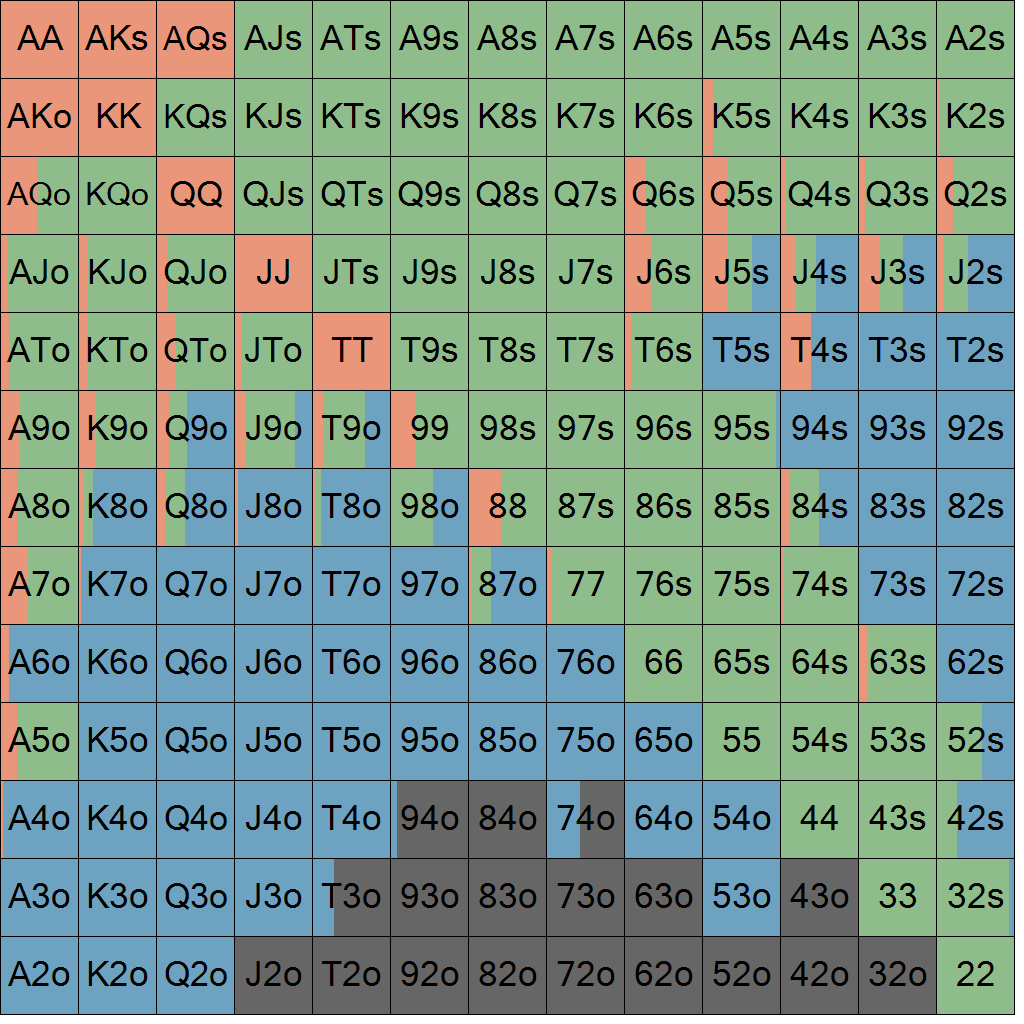 AA AKs AQs AJs ATs A9s A8s A7s A6s A5s A4s A3s A2s
AKo KK KQs KJs KTs K9s K8s K7s K6s K5s K4s K3s K2s
AQo KQo QQ QJs QTs Q9s Q8s Q7s Q6s Q5s Q4s Q3s Q2s
AJo KJo QJo JJ JTs J9s J8s J7s J6s J5s J4s J3s J2s
ATo KTo QTo JTo TT T9s T8s T7s T6s T5s T4s T3s T2s
A9o K9o Q9o J9o T9o 99 98s 97s 96s 95s 94s 93s 92s
A8o K8o Q8o J8o T8o 98o 88 87s 86s 85s 84s 83s 82s
A7o K7o Q7o J7o T7o 97o 87o 77 76s 75s 74s 73s 72s
A6o K6o Q6o J6o T6o 96o 86o 76o 66 65s 64s 63s 62s
A5o K5o Q5o J5o T5o 95o 85o 75o 65o 55 54s 53s 52s
A4o K4o Q4o J4o T4o 94o 84o 74o 64o 54o 44 43s 42s
A3o K3o Q3o J3o T3o 93o 83o 73o 63o 53o 43o 33 32s
A2o K2o Q2o J2o T2o 92o 82o 72o 62o 52o 42o 32o 22